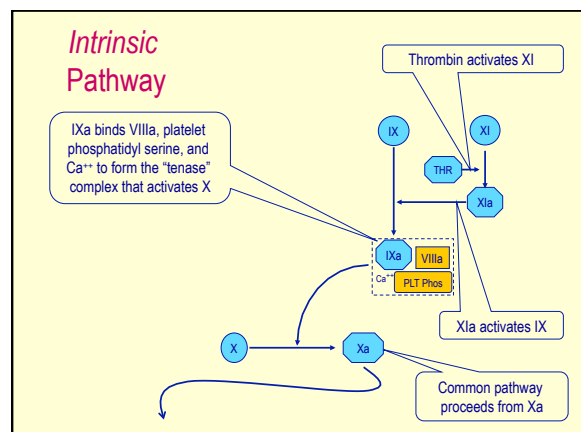 Intrinsic
Pathway
Thrombin activates XI
IXa binds VIIIa, platelet
phosphatidyl serine, and
Ca⁺⁺ to form the “tenase”
complex that activates X
IX
XI
THR
XIa
IXa
VIIIa
Ca⁺⁺
PLT Phos
XIa activates IX
X
Xa
Common pathway
proceeds from Xa